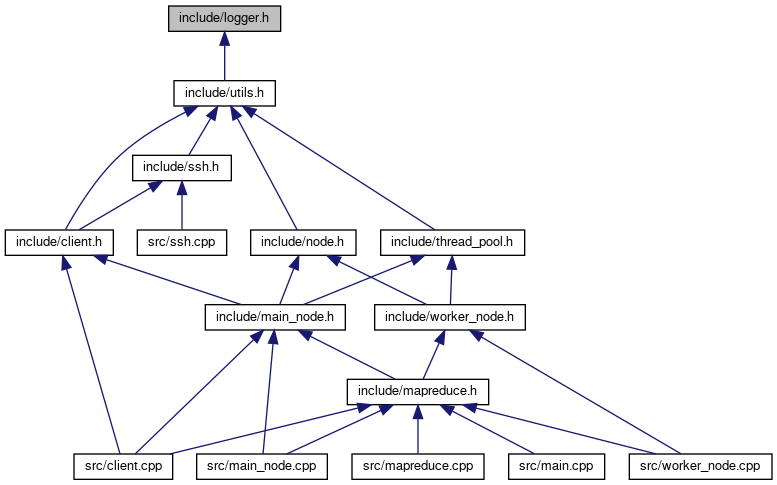 include/logger.h
include/utils.h
include/ssh.h
include/client.h
src/ssh.cpp
include/node.h
include/thread_pool.h
include/main_node.h
include/worker_node.h
include/mapreduce.h
src/client.cpp
src/main_node.cpp
src/mapreduce.cpp
src/main.cpp
src/worker_node.cpp